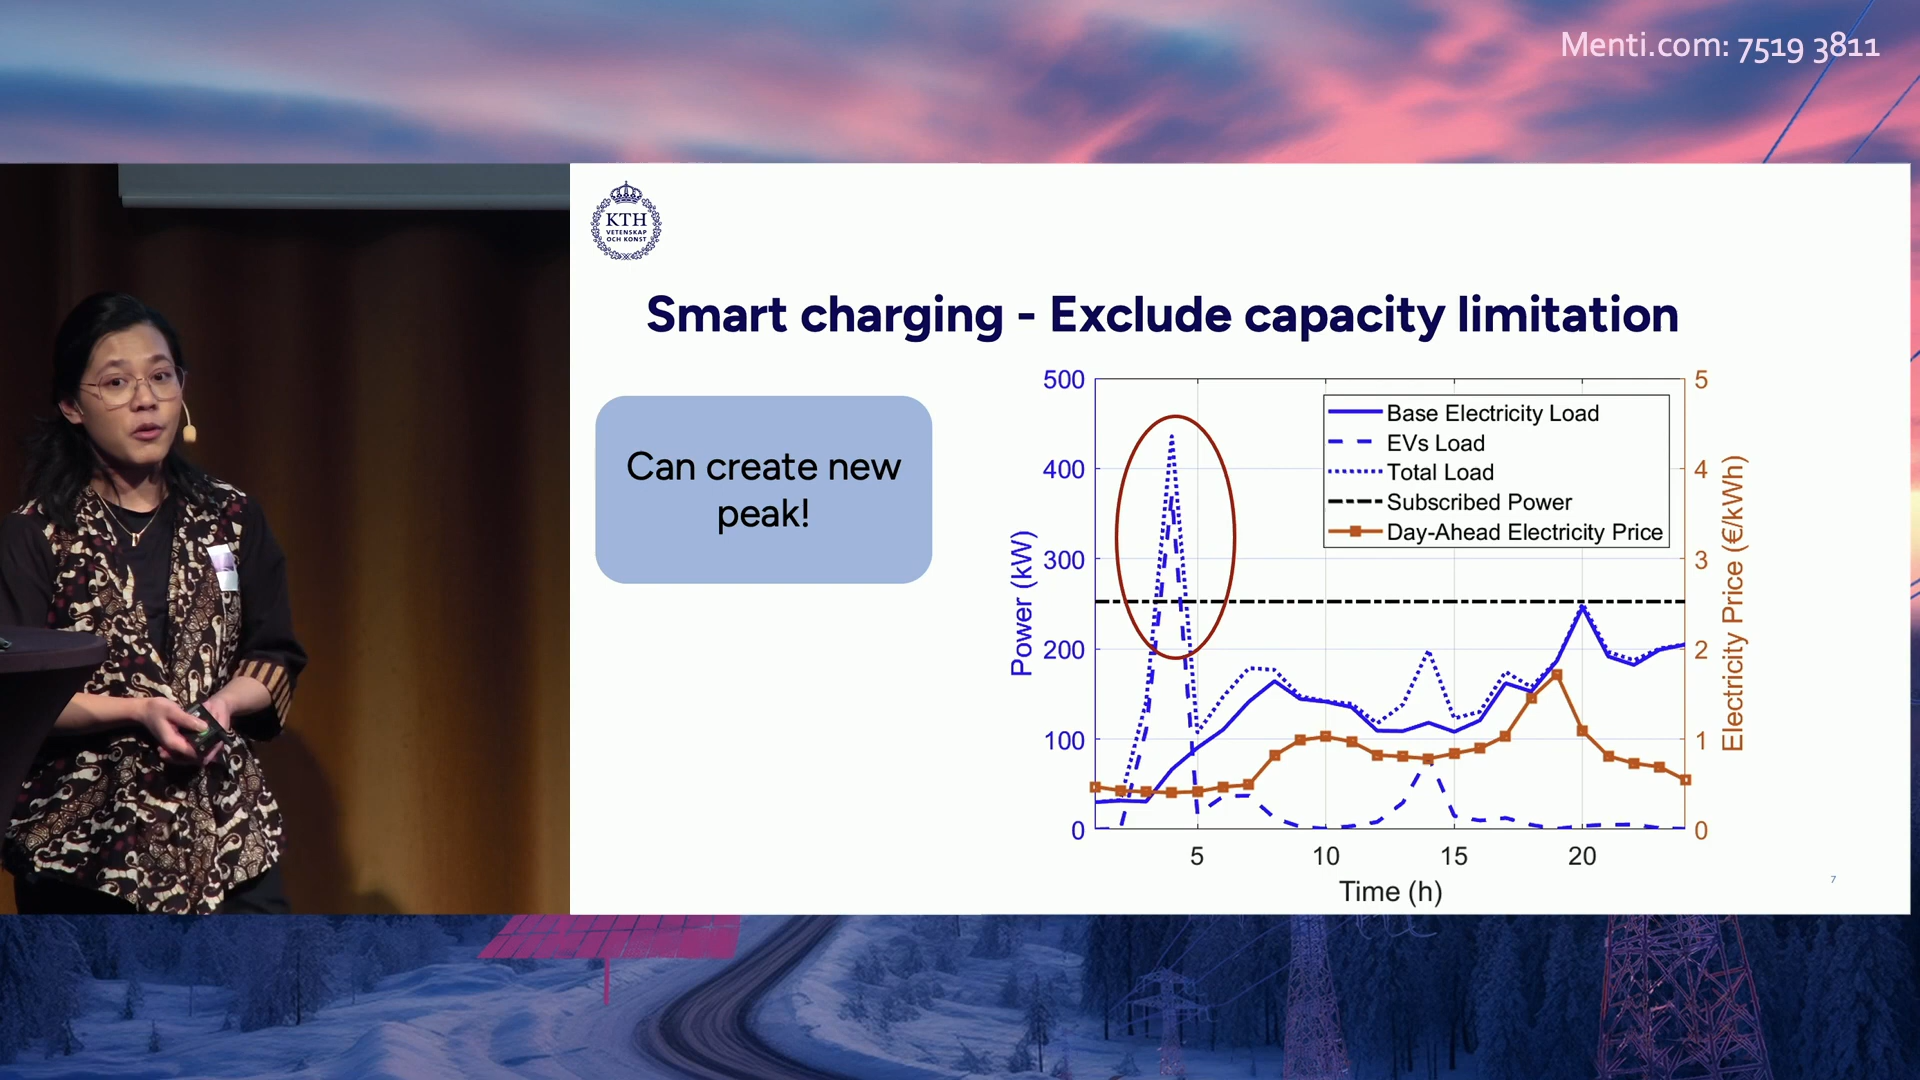 Menti.com: 7519 3811
KTH
VETENSKAP
OCH KONST
Smart charging - Exclude capacity limitation
Can create new
peak!
500
400
300
200
100
0
Power (kW)
Base Electricity Load
EVs Load
Total Load
Subscribed Power
Day-Ahead Electricity Price
5
4
3
2
1
0
Electricity Price (€/kWh)
5
10
15
20
Time (h)
7